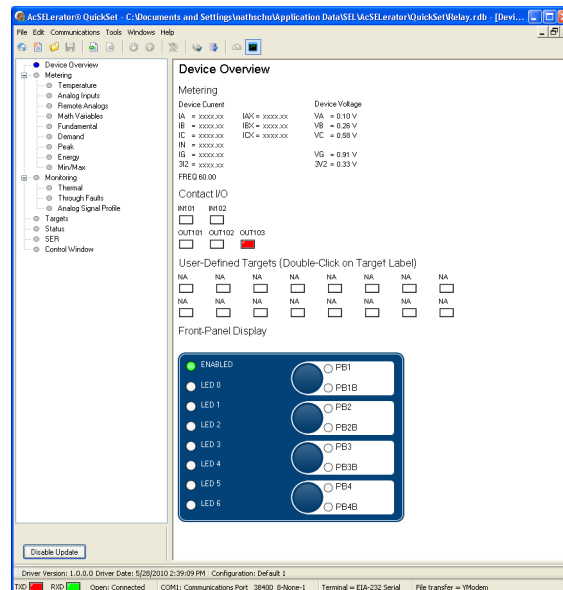 AcSELerator® QuickSet - C:\Documents and Settings\nathschu\Application Data\SEL\AcSELerator\QuickSet\Relay.rdb - [Devi...
File Edit Communications Tools Windows Help
Device Overview
Metering
Temperature
Analog Inputs
Remote Analogs
Math Variables
Fundamental
Demand
Peak
Energy
Min/Max
Monitoring
Thermal
Through Faults
Analog Signal Profile
Targets
Status
SER
Control Window
Disable Update
Device Overview
Metering
Device Current Device Voltage
IA = xxxx.xx IAX = xxxx.xx VA = 0.10 V
IB = xxxx.xx IBX = xxxx.xx VB = 0.26 V
IC = xxxx.xx ICX = xxxx.xx VC = 0.58 V
IN = xxxx.xx
IG = xxxx.xx VG = 0.91 V
3I2 = xxxx.xx 3V2 = 0.33 V
FREQ 60.00
Contact I/O
IN101 IN102
OUT101 OUT102 OUT103
User-Defined Targets (Double-Click on Target Label)
NA NA NA NA NA NA NA NA
NA NA NA NA NA NA NA NA
Front-Panel Display
ENABLED PB1
LED 0 PB1B
LED 1 PB2
LED 2 PB2B
LED 3 PB3
LED 4 PB3B
LED 5 PB4
LED 6 PB4B
Driver Version: 1.0.0.0 Driver Date: 5/28/2010 2:39:09 PM Configuration: Default 1
TXD RXD Open: Connected COM1: Communications Port 38400 8-None-1 Terminal = EIA-232 Serial File transfer = YModem